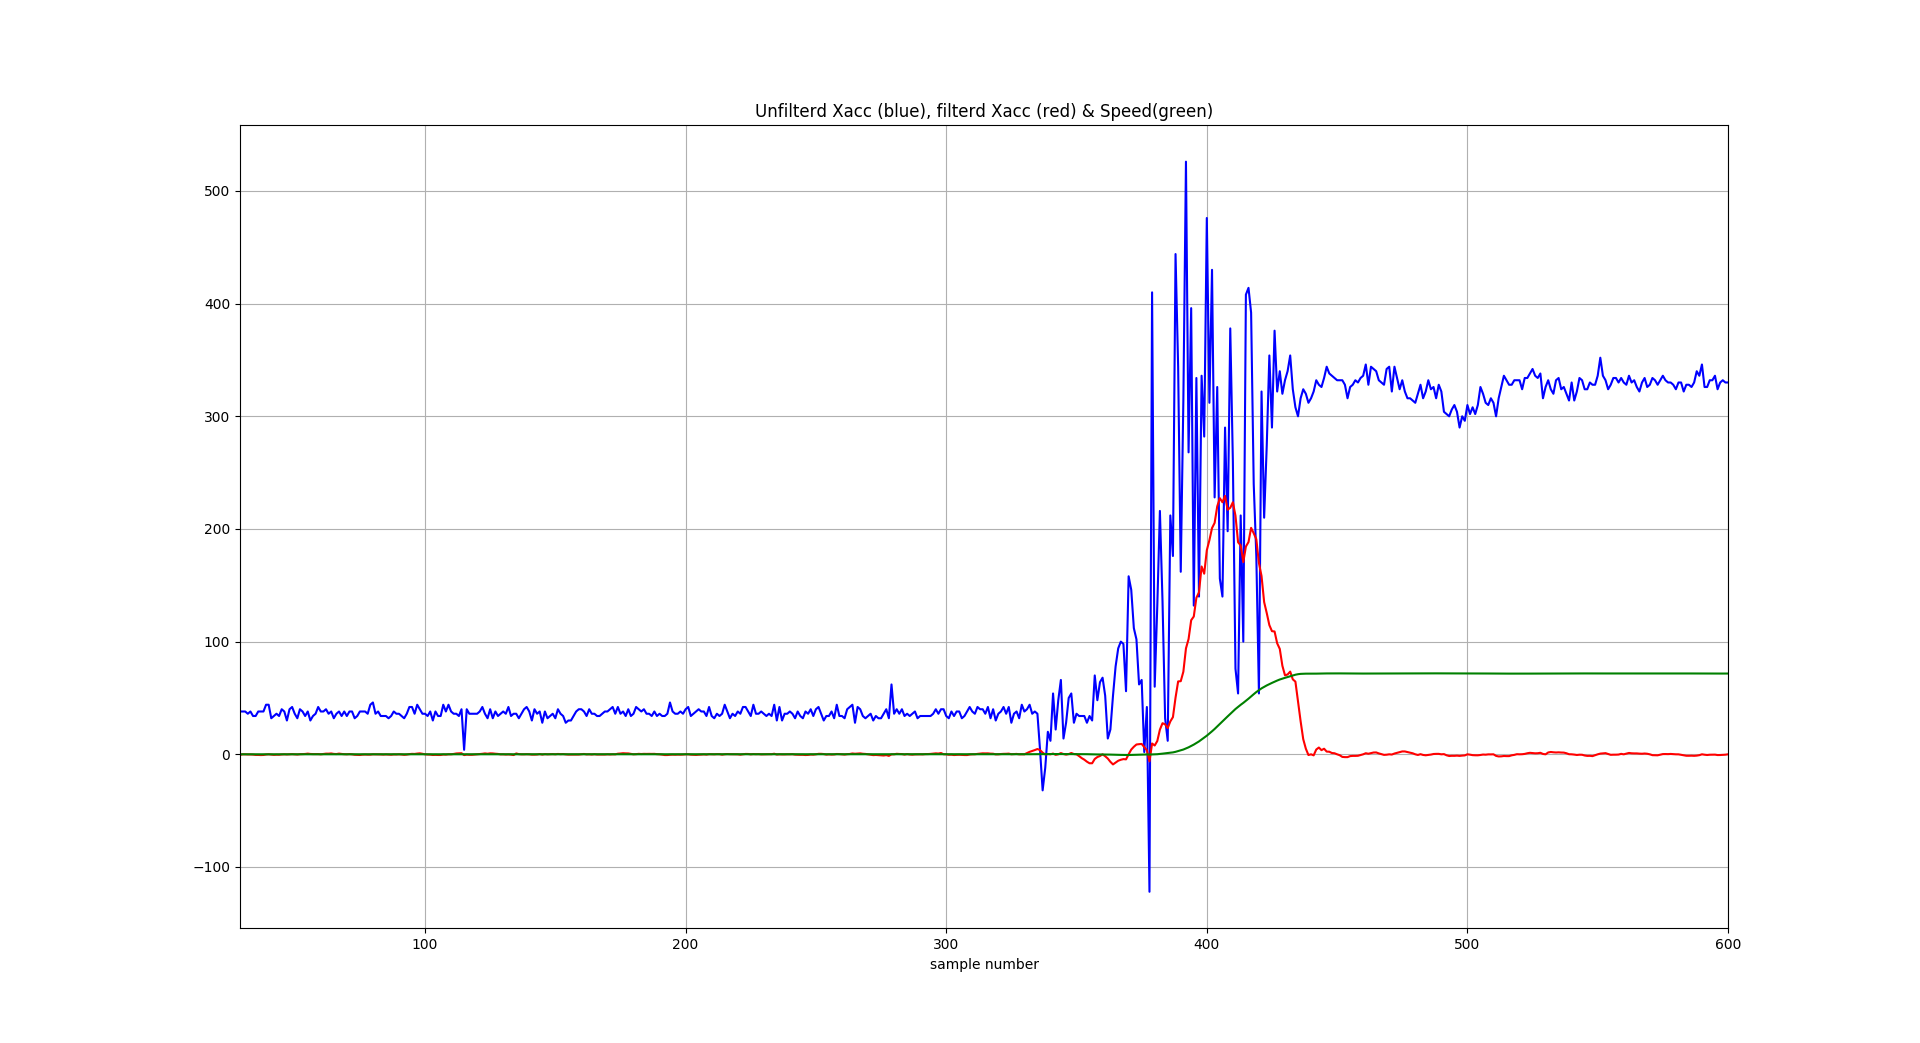 Unfilterd Xacc (blue), filterd Xacc (red) & Speed(green)
500
400
300
200
100
0
−100
100 200 300 400 500 600
sample number